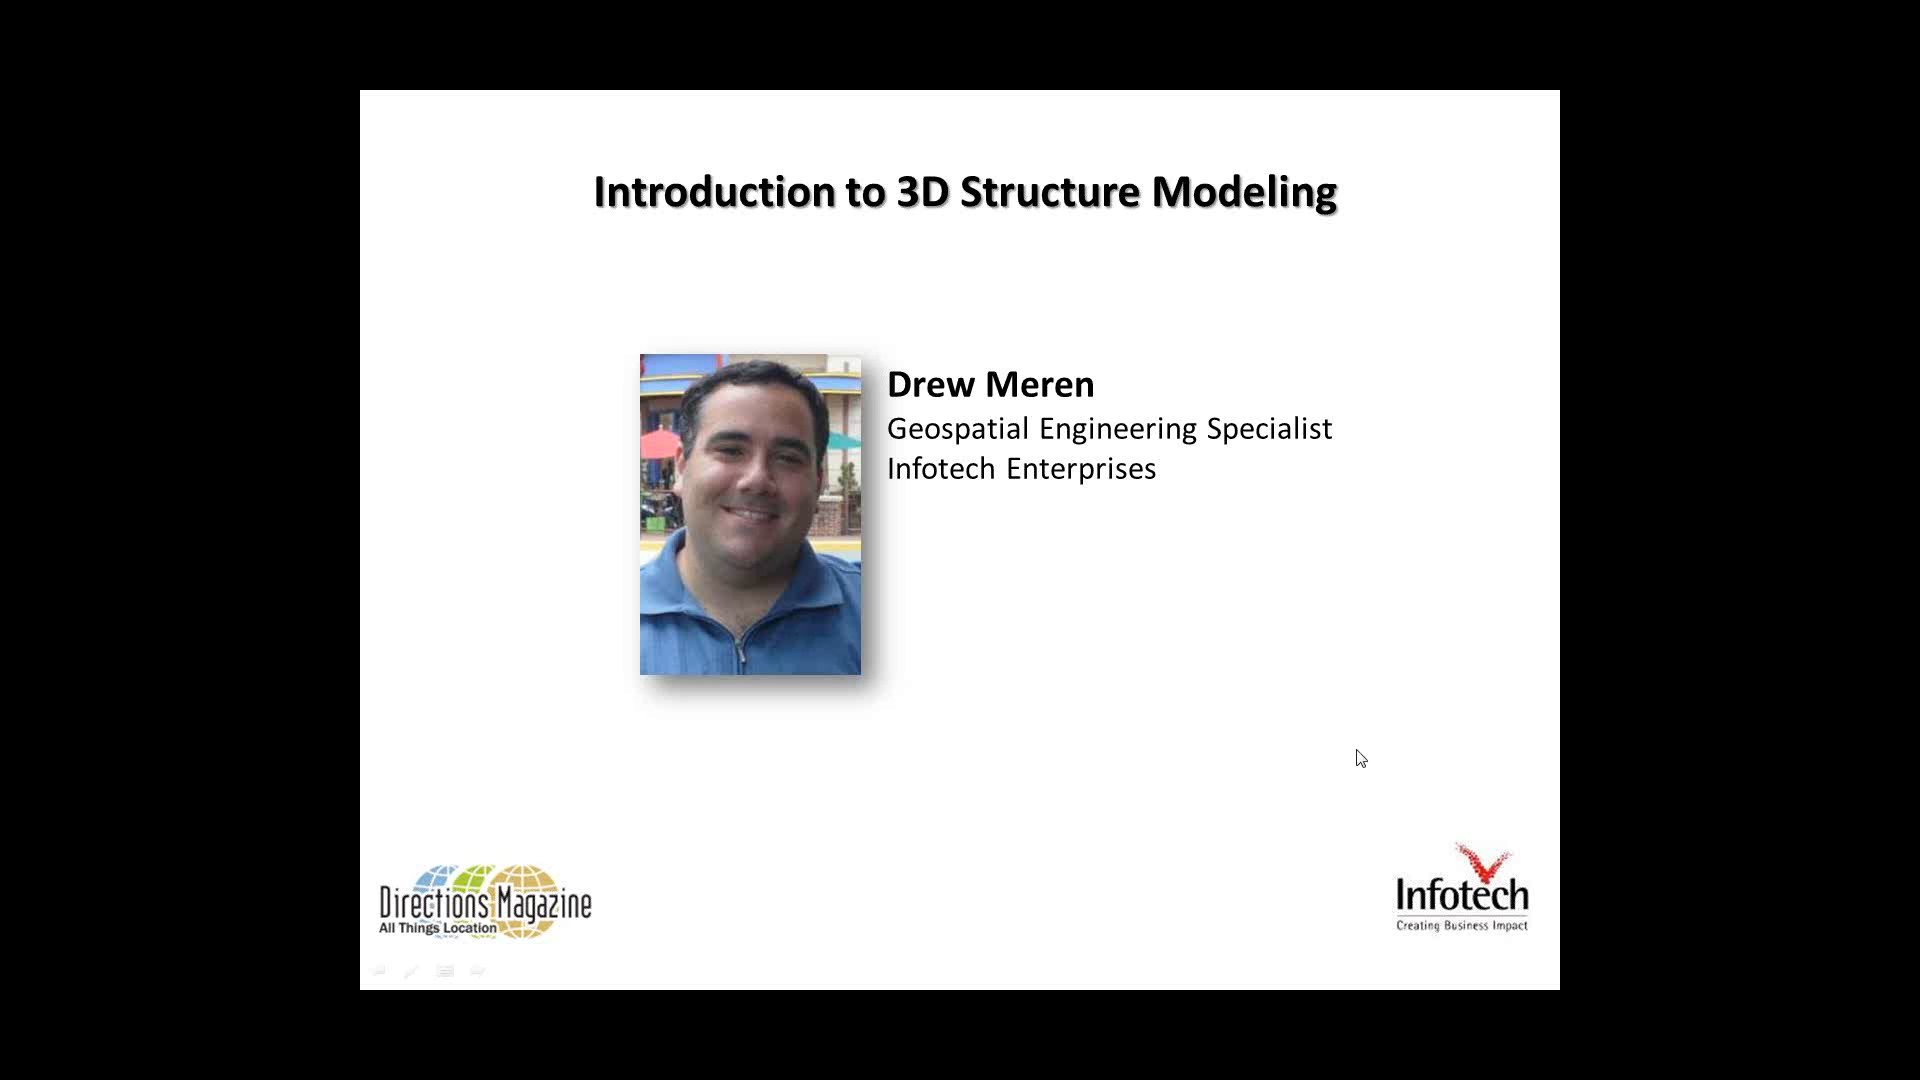 Introduction to 3D Structure Modeling
Drew Meren
Geospatial Engineering Specialist
Infotech Enterprises
Directions Magazine
All Things Location
Infotech
Creating Business Impact